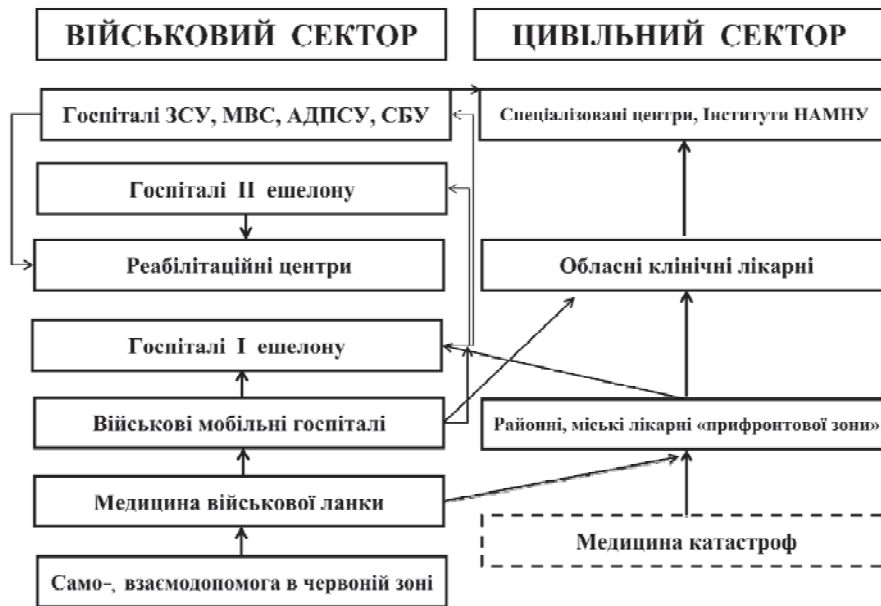 ВІЙСЬКОВИЙ СЕКТОР
ЦИВІЛЬНИЙ СЕКТОР
Госпіталі ЗСУ, МВС, АДПСУ, СБУ
Спеціалізовані центри, Інститути НАМНУ
Госпіталі II ешелону
Реабілітаційні центри
Обласні клінічні лікарні
Госпіталі I ешелону
Військові мобільні госпіталі
Районні, міські лікарні «прифронтової зони»
Медицина військової ланки
Медицина катастроф
Само-, взаємодопомога в червоній зоні